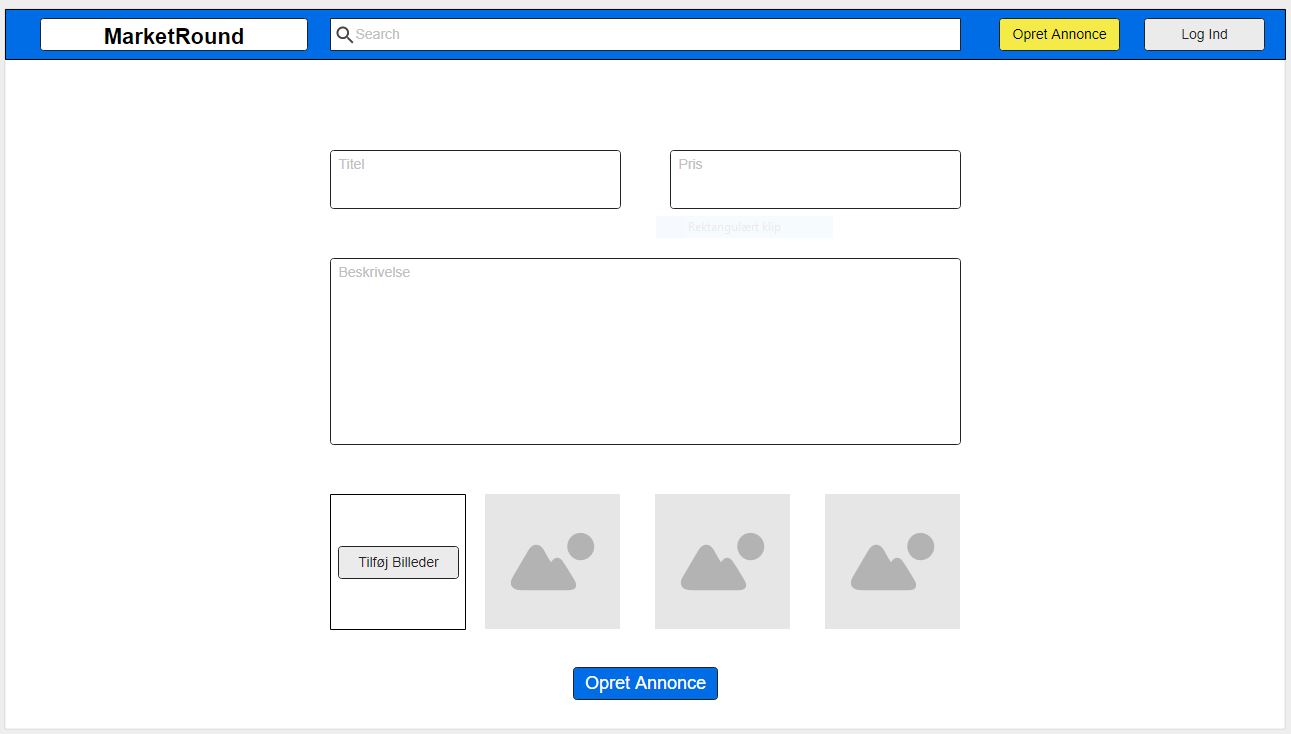 MarketRound
Search
Opret Annonce
Log Ind
Titel
Pris
Rektangulært klip
Beskrivelse
Tilføj Billeder
Opret Annonce